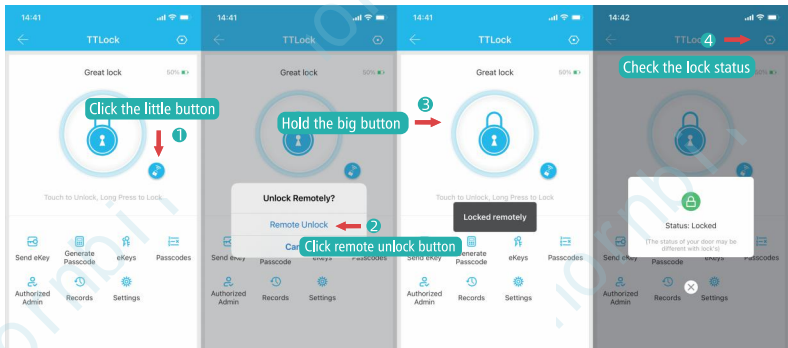 14:41
TTLock
Great lock
50%
Click the little button
1
Touch to Unlock, Long Press to Lock
Send eKey
Generate
Passcode
eKeys
Passcodes
Authorized
Admin
Records
Settings
14:41
TTLock
Great lock
50%
Unlock Remotely?
Remote Unlock
2
Can
Click remote unlock button
Send eKey
Passcode
eKeys
Passcodes
Authorized
Admin
Records
Settings
14:41
TTLock
Great lock
50%
3
Hold the big button
Touch to Unlock, Long Press to Lock
Locked remotely
Send eKey
Generate
Passcode
eKeys
Passcodes
Authorized
Admin
Records
Settings
14:42
TTLo
4
Check the lock status
50%
Status: Locked
(The status of your door may be
different with lock's)
Send eKey
Passcode
eKeys
Passcodes
Authorized
Admin
Records
Settings